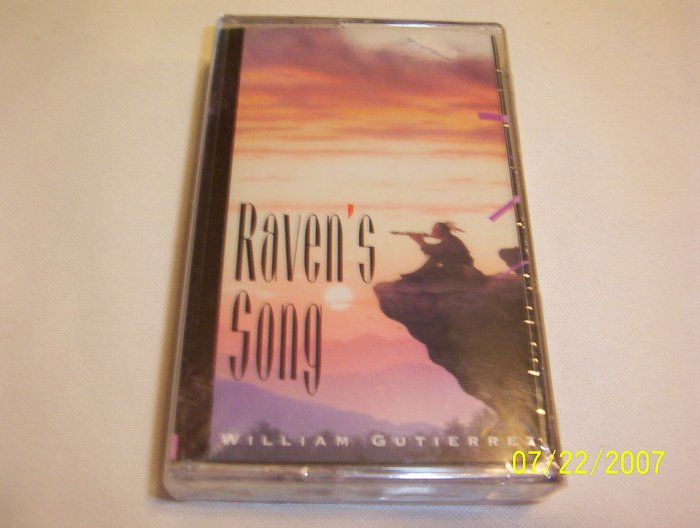 Raven's
Song
WILLIAM GUTIERREZ
07/22/2007